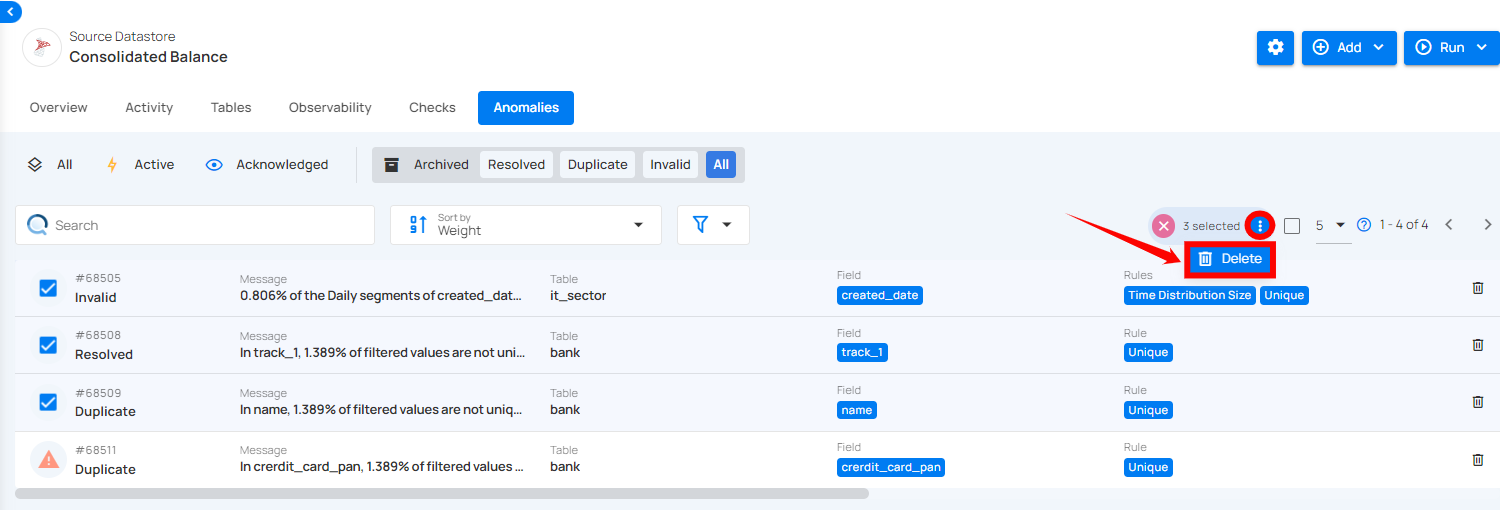 Source Datastore
Consolidated Balance
Add
Run
Overview Activity Tables Observability Checks Anomalies
All Active Acknowledged Archived Resolved Duplicate Invalid All
Search
Sort by
Weight
3 selected
5
1 - 4 of 4
Delete
#68505
Invalid
Message
0.806% of the Daily segments of created_dat...
Table
it_sector
Field
created_date
Rules
Time Distribution Size Unique
#68508
Resolved
Message
In track_1, 1.389% of filtered values are not uni...
Table
bank
Field
track_1
Rule
Unique
#68509
Duplicate
Message
In name, 1.389% of filtered values are not uniq...
Table
bank
Field
name
Rule
Unique
#68511
Duplicate
Message
In crerdit_card_pan, 1.389% of filtered values ...
Table
bank
Field
crerdit_card_pan
Rule
Unique